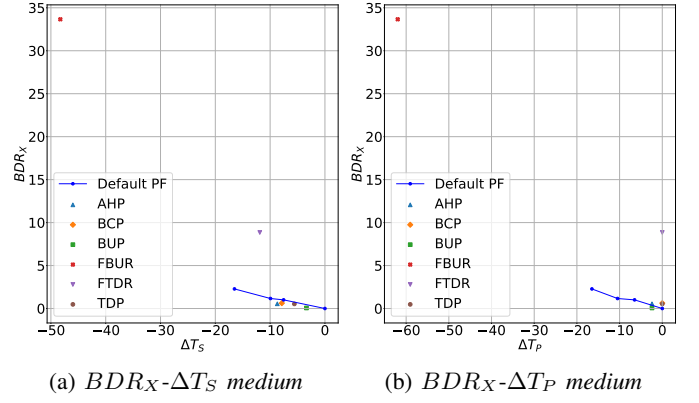 35
30
25
20
15
10
5
0
BDR_X
Default PF
AHP
BCP
BUP
FBUR
FTDR
TDP
−50 −40 −30 −20 −10 0
ΔT_S
(a) BDR_X-ΔT_S medium
35
30
25
20
15
10
5
0
BDR_X
Default PF
AHP
BCP
BUP
FBUR
FTDR
TDP
−60 −50 −40 −30 −20 −10 0
ΔT_P
(b) BDR_X-ΔT_P medium